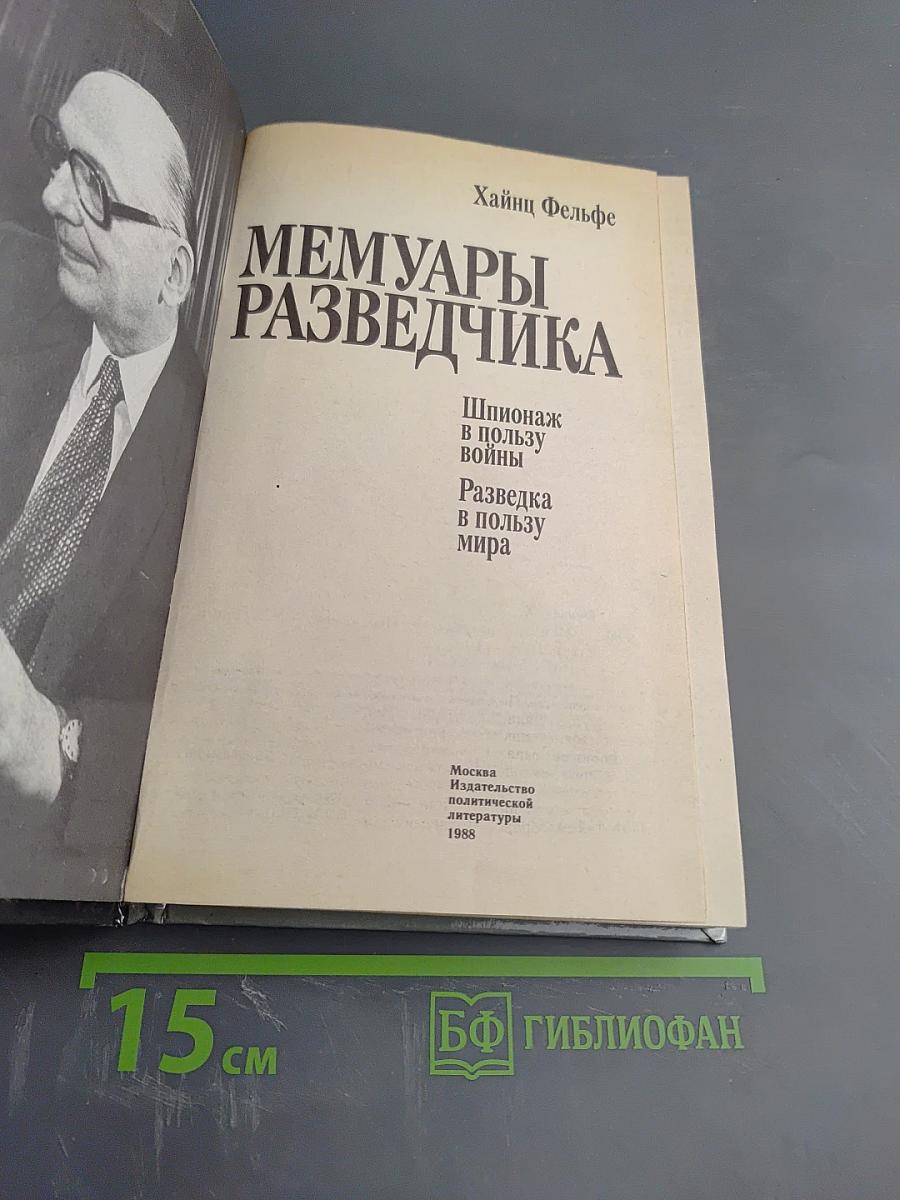 Хайнц Фельфе
МЕМУАРЫ
РАЗВЕДЧИКА
Шпионаж
в пользу
войны
Разведка
в пользу
мира
Москва
Издательство
политической
литературы
1988
15 см
БФ ГИБЛИОФАН